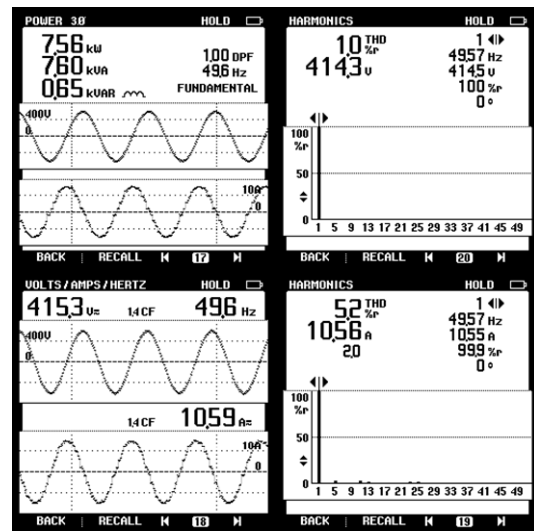 POWER 3Ø HOLD
7,56 kW
7,60 kVA 1,00 DPF
0,65 kVAR 49,6 Hz
FUNDAMENTAL
400V
0
10A
0
BACK RECALL 17
HARMONICS HOLD
1,0 THD %r 1
414,3 V 49,57 Hz
414,5 V
100 %r
0 °
100
%r
50
0
1 5 9 13 17 21 25 29 33 37 41 45 49
BACK RECALL 20
VOLTS/AMPS/HERTZ HOLD
415,3 V≂ 1,4 CF 49,6 Hz
400V
0
1,4 CF 10,59 A≂
10A
0
BACK RECALL 18
HARMONICS HOLD
5,2 THD %r 1
10,56 A 49,57 Hz
2,0 10,55 A
99,9 %r
0 °
100
%r
50
0
1 5 9 13 17 21 25 29 33 37 41 45 49
BACK RECALL 19